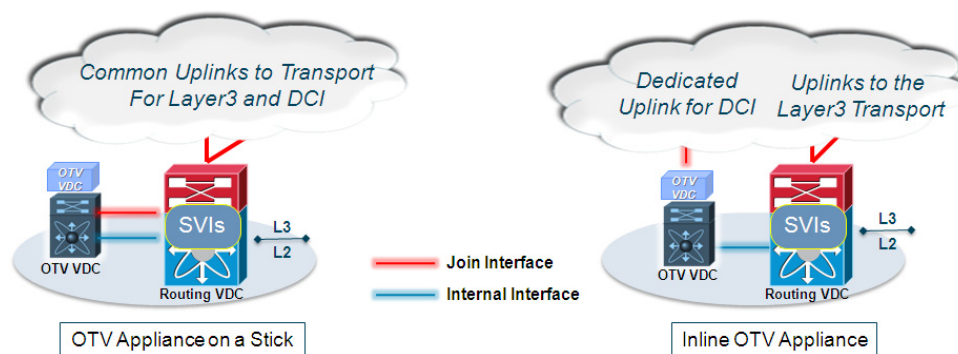 Common Uplinks to Transport
For Layer3 and DCI
OTV
VDC
SVIs
L3
L2
OTV VDC
Routing VDC
OTV Appliance on a Stick
Join Interface
Internal Interface
Dedicated
Uplink for DCI
Uplinks to the
Layer3 Transport
OTV
VDC
SVIs
L3
L2
OTV VDC
Routing VDC
Inline OTV Appliance